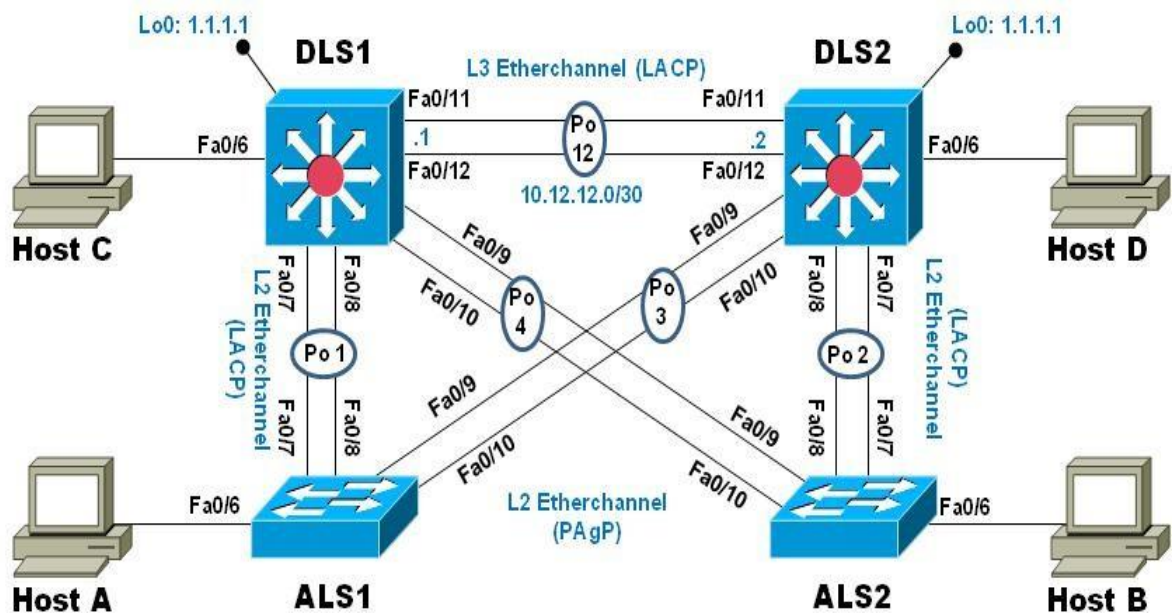 Lo0: 1.1.1.1
Lo0: 1.1.1.1
DLS1
DLS2
L3 Etherchannel (LACP)
Fa0/11
Fa0/11
Fa0/6
.1
Po
12
.2
Fa0/6
Fa0/12
Fa0/12
10.12.12.0/30
Host C
Host D
Fa0/7
Fa0/8
Fa0/9
Fa0/10
Fa0/9
Fa0/10
Fa0/8
Fa0/7
L2 Etherchannel
(LACP)
Po
4
Po
3
L2 Etherchannel
(LACP)
Po 1
Po 2
Fa0/7
Fa0/8
Fa0/9
Fa0/10
Fa0/9
Fa0/10
Fa0/8
Fa0/7
L2 Etherchannel
(PAgP)
Fa0/6
Fa0/6
Host A
ALS1
ALS2
Host B